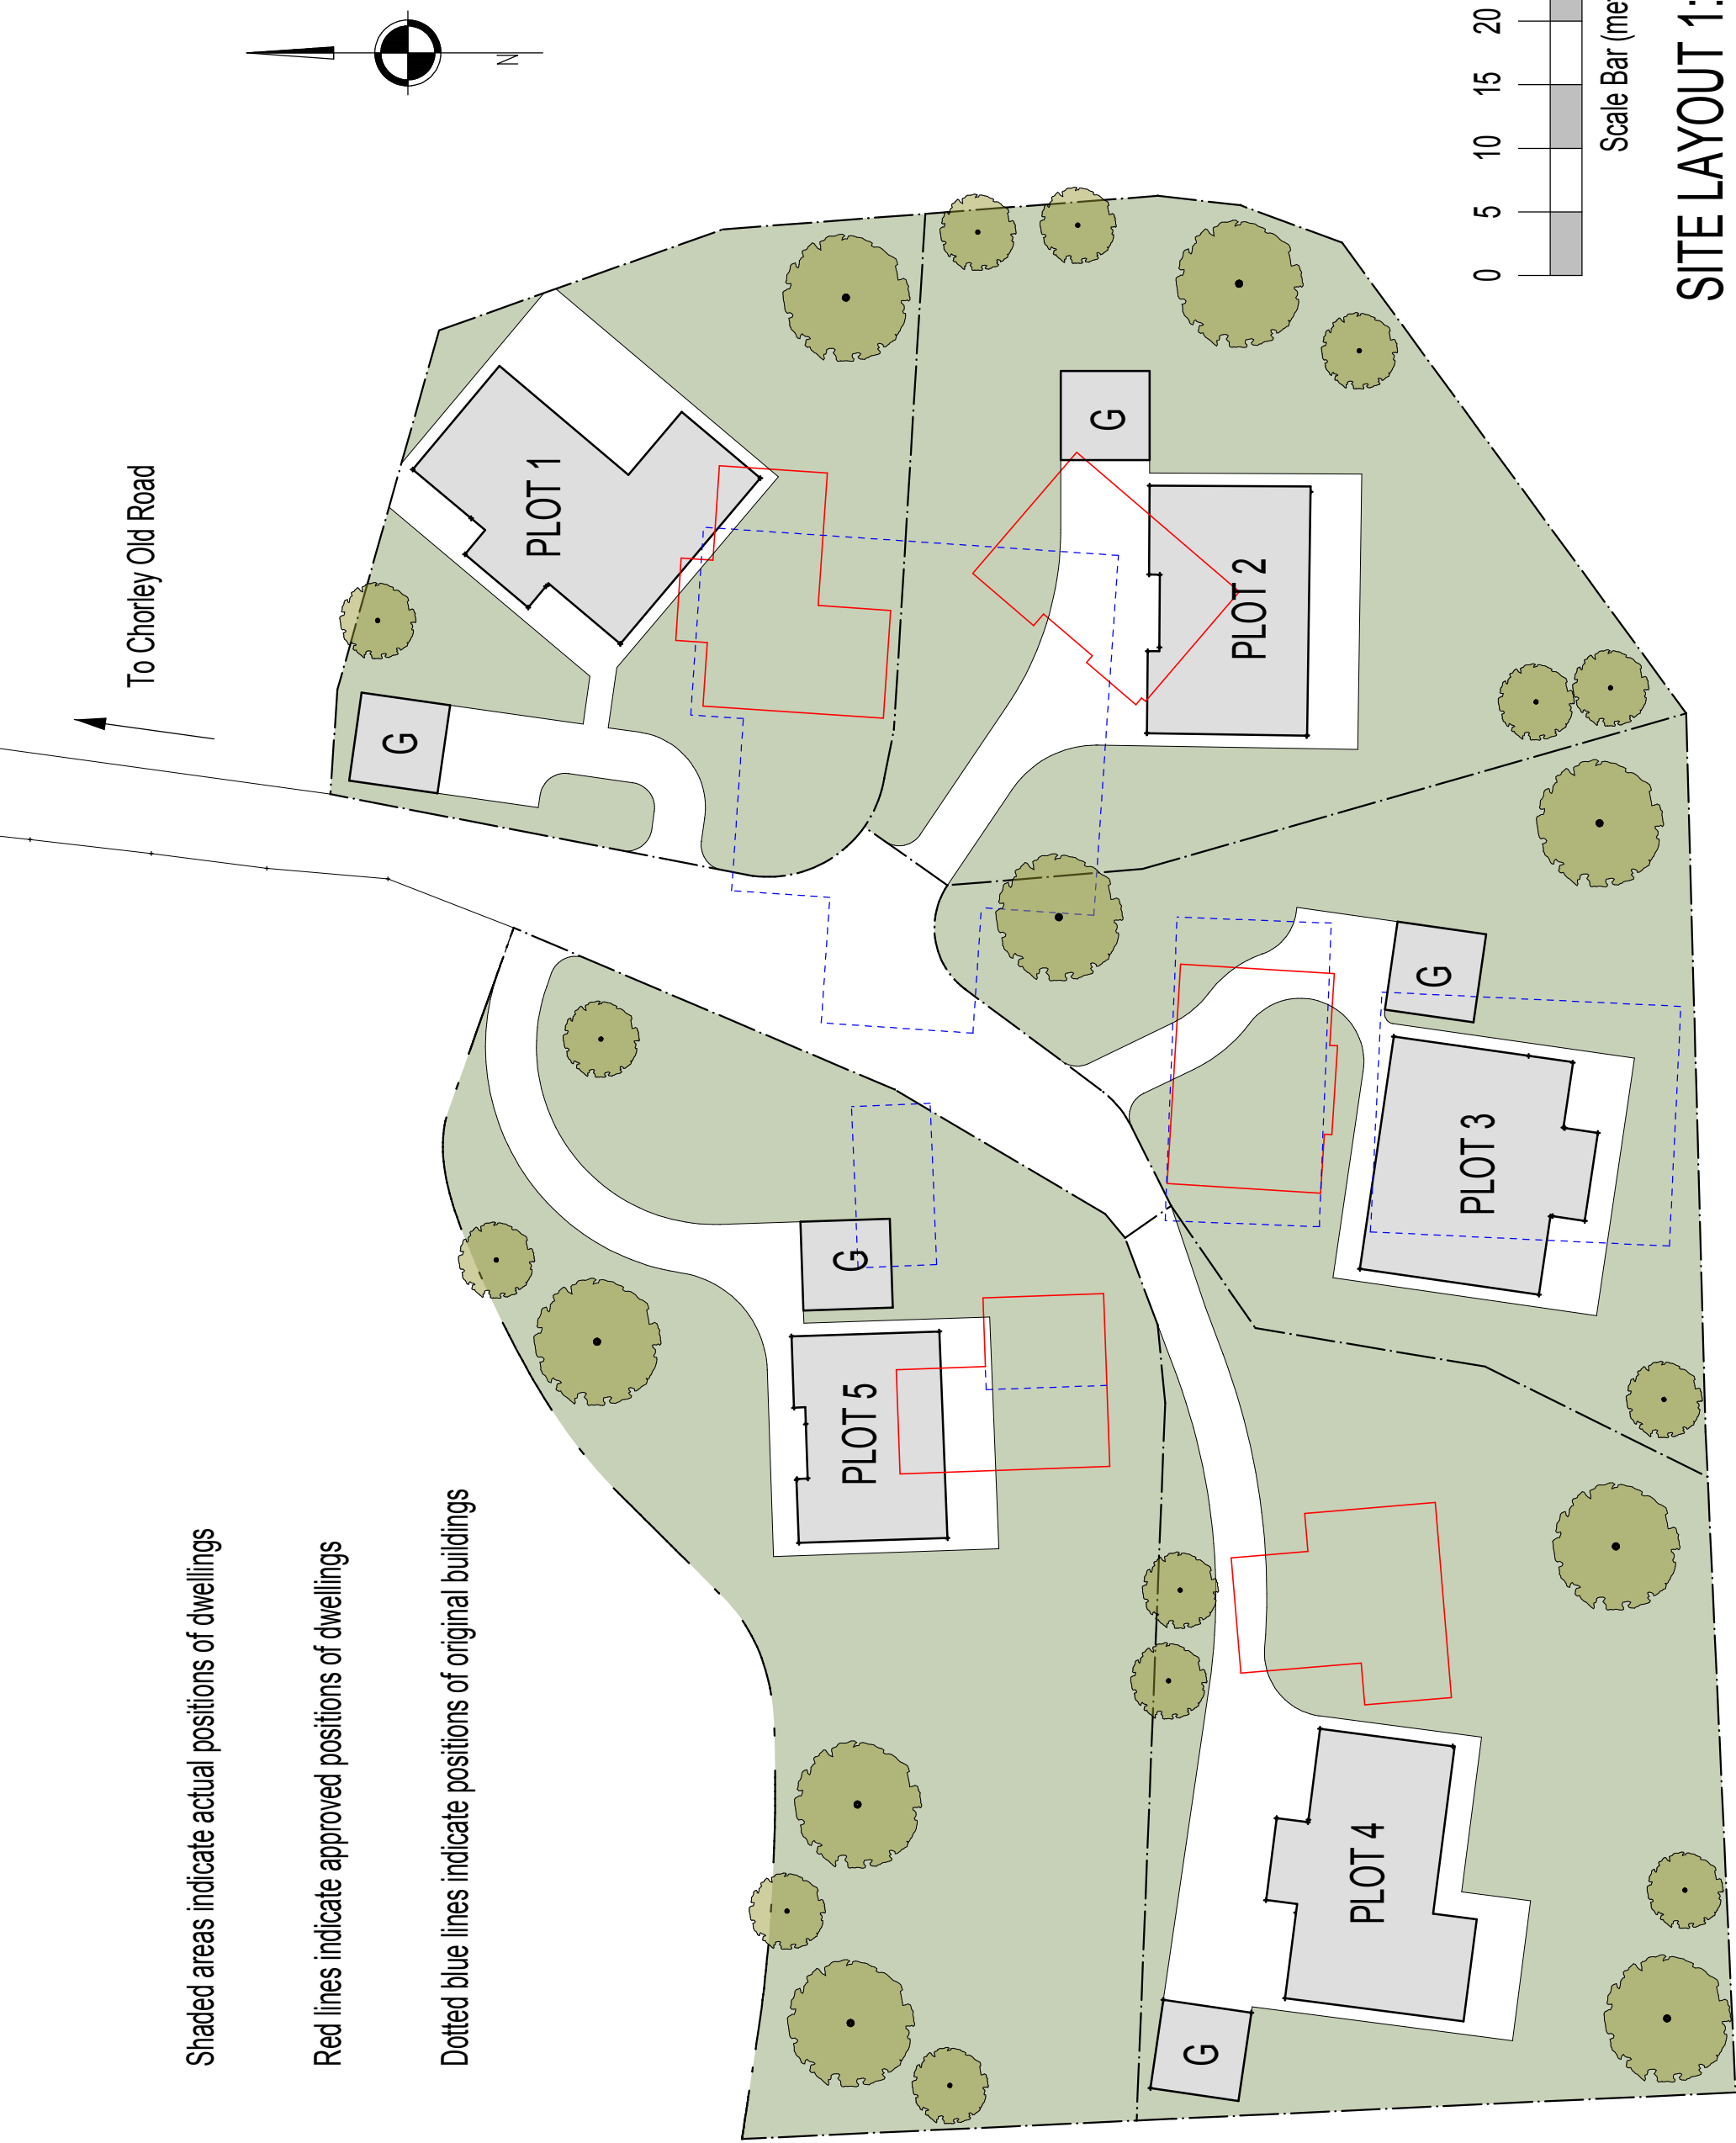 Shaded areas indicate actual positions of dwellings
Red lines indicate approved positions of dwellings
Dotted blue lines indicate positions of original buildings
To Chorley Old Road
N
G
PLOT 1
G
PLOT 2
G
PLOT 3
G
PLOT 4
G
PLOT 5
0 5 10 15 20
Scale Bar
SITE LAYOUT 1: